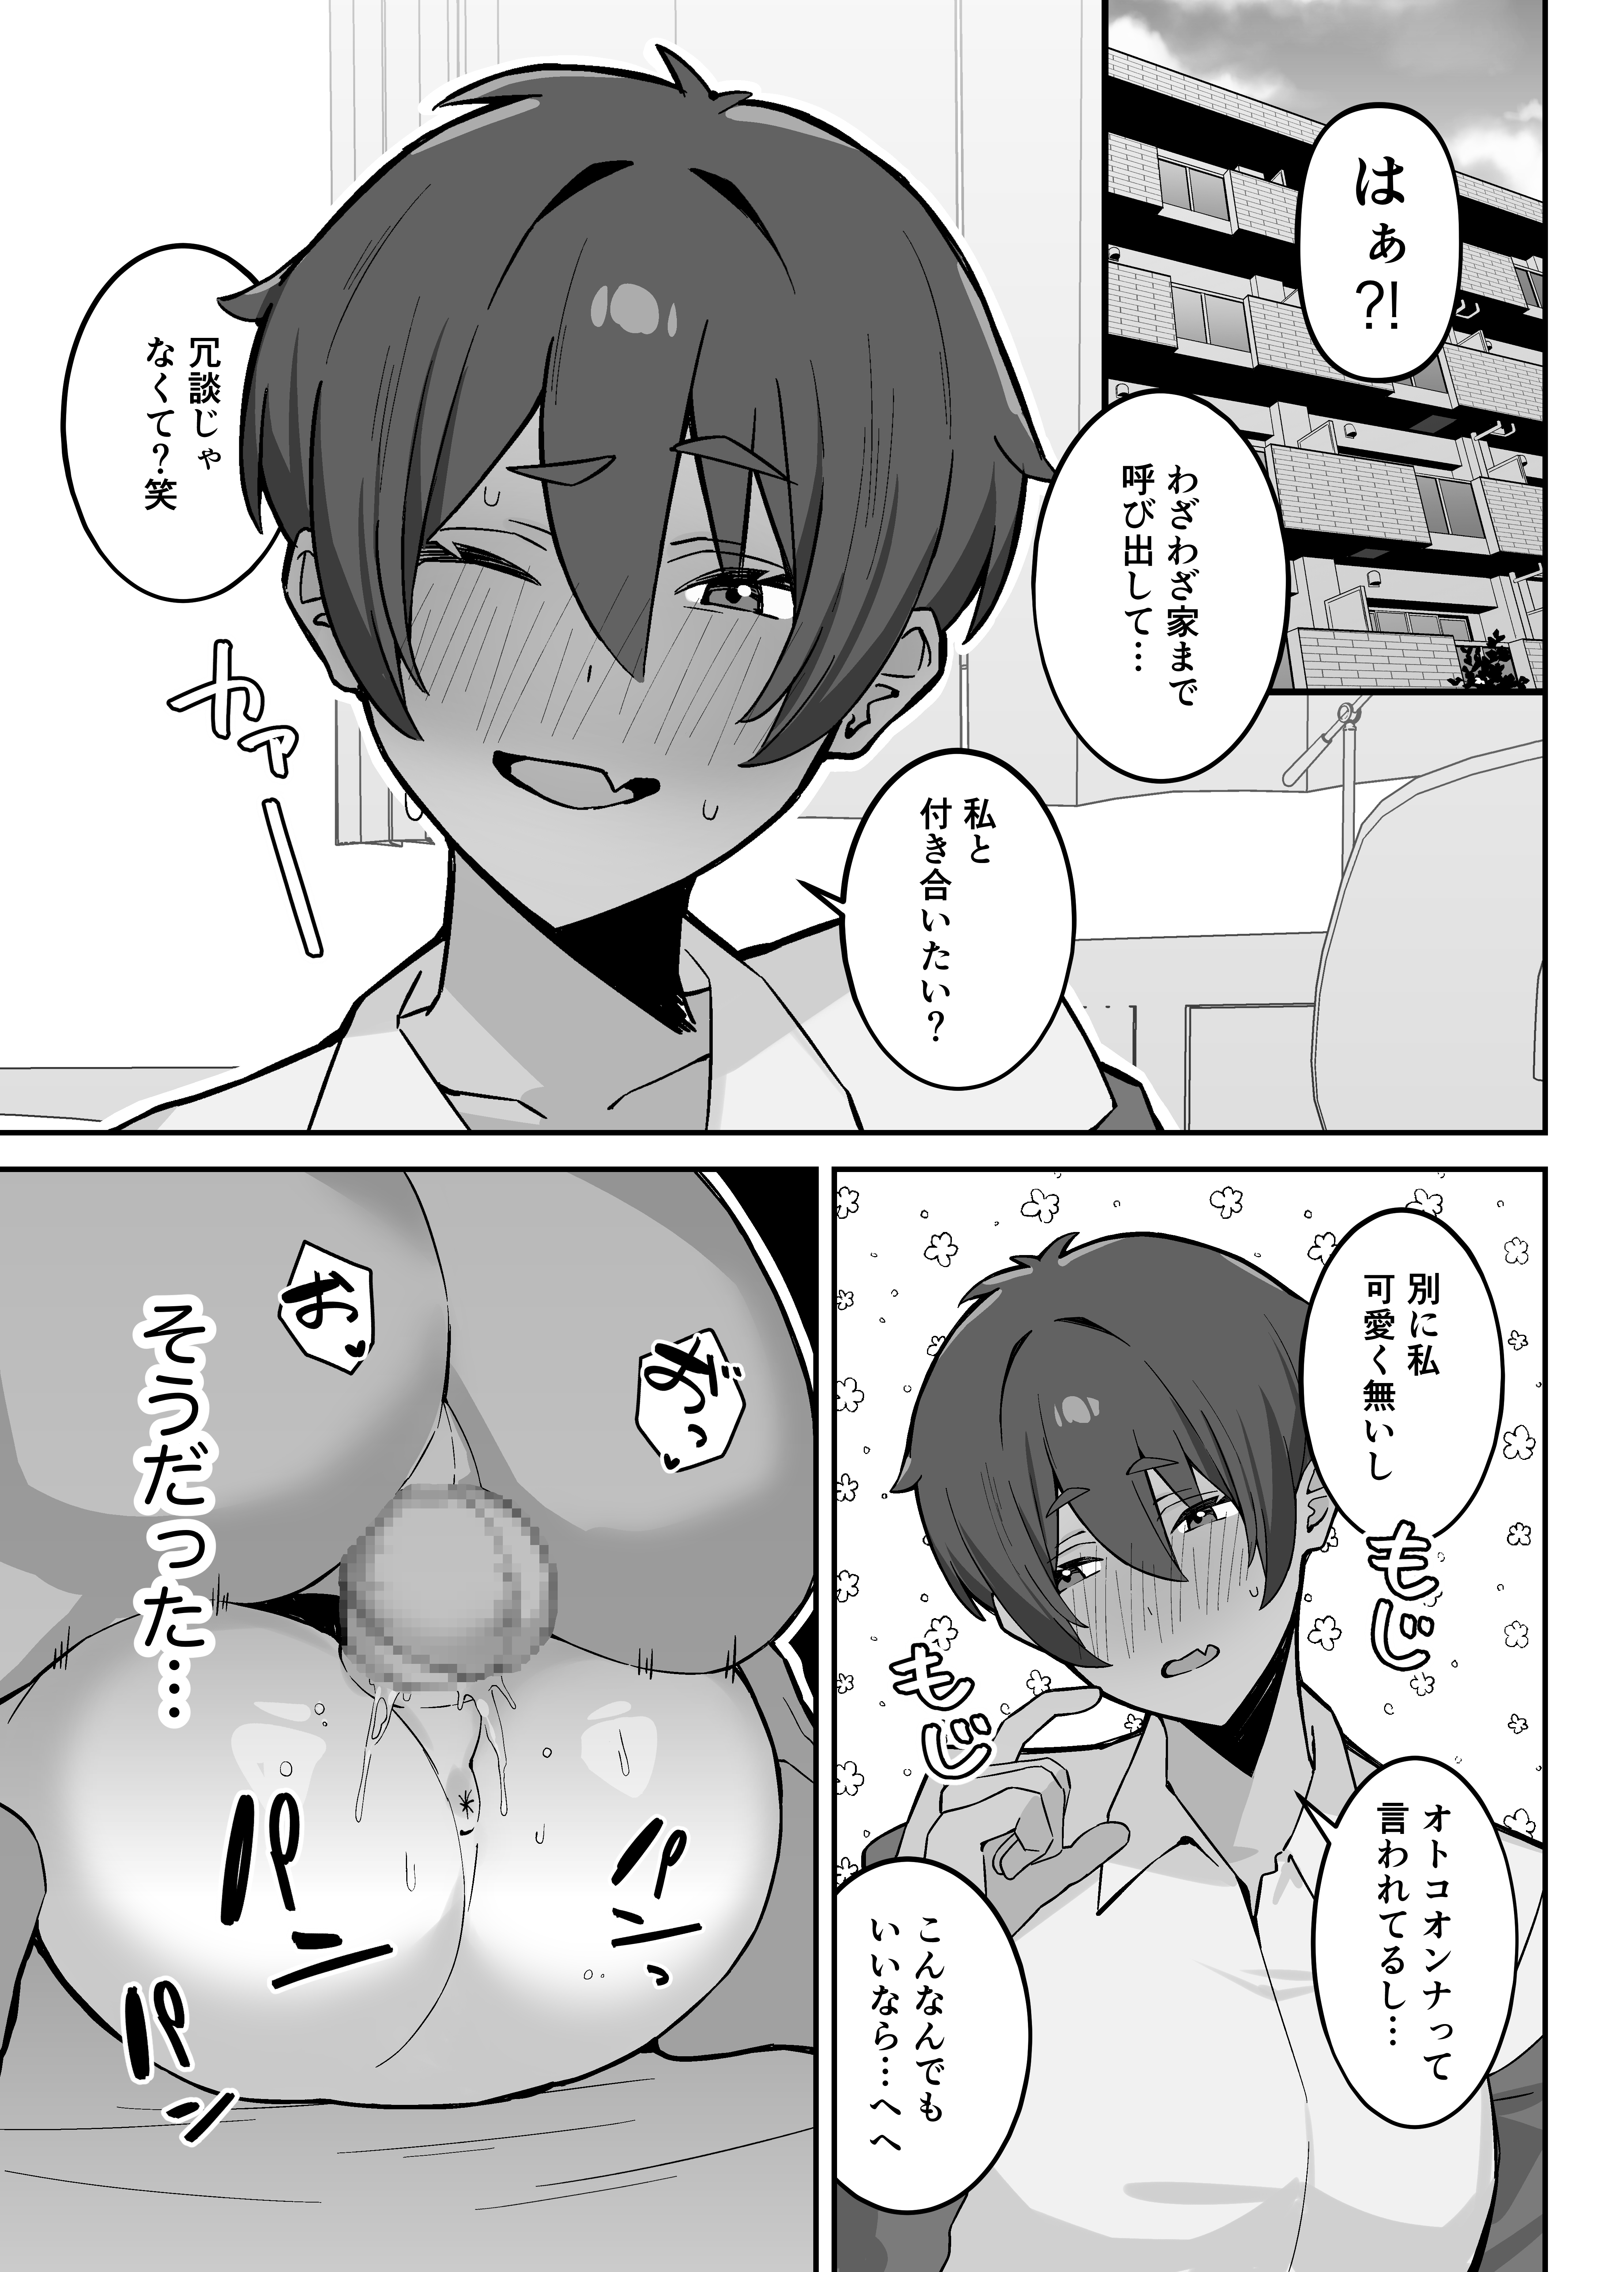 はぁ?!
わざわざ家まで
呼び出して…
私と
付き合いたい?
冗談じゃ
なくて?笑
カァ
別に私
可愛く無いし
もじ
もじ
オトコオンナって
言われてるし…
こんなんでも
いいなら…へへ
お゛っ♥
お♥
そうだった…
パンッ
パン
パン